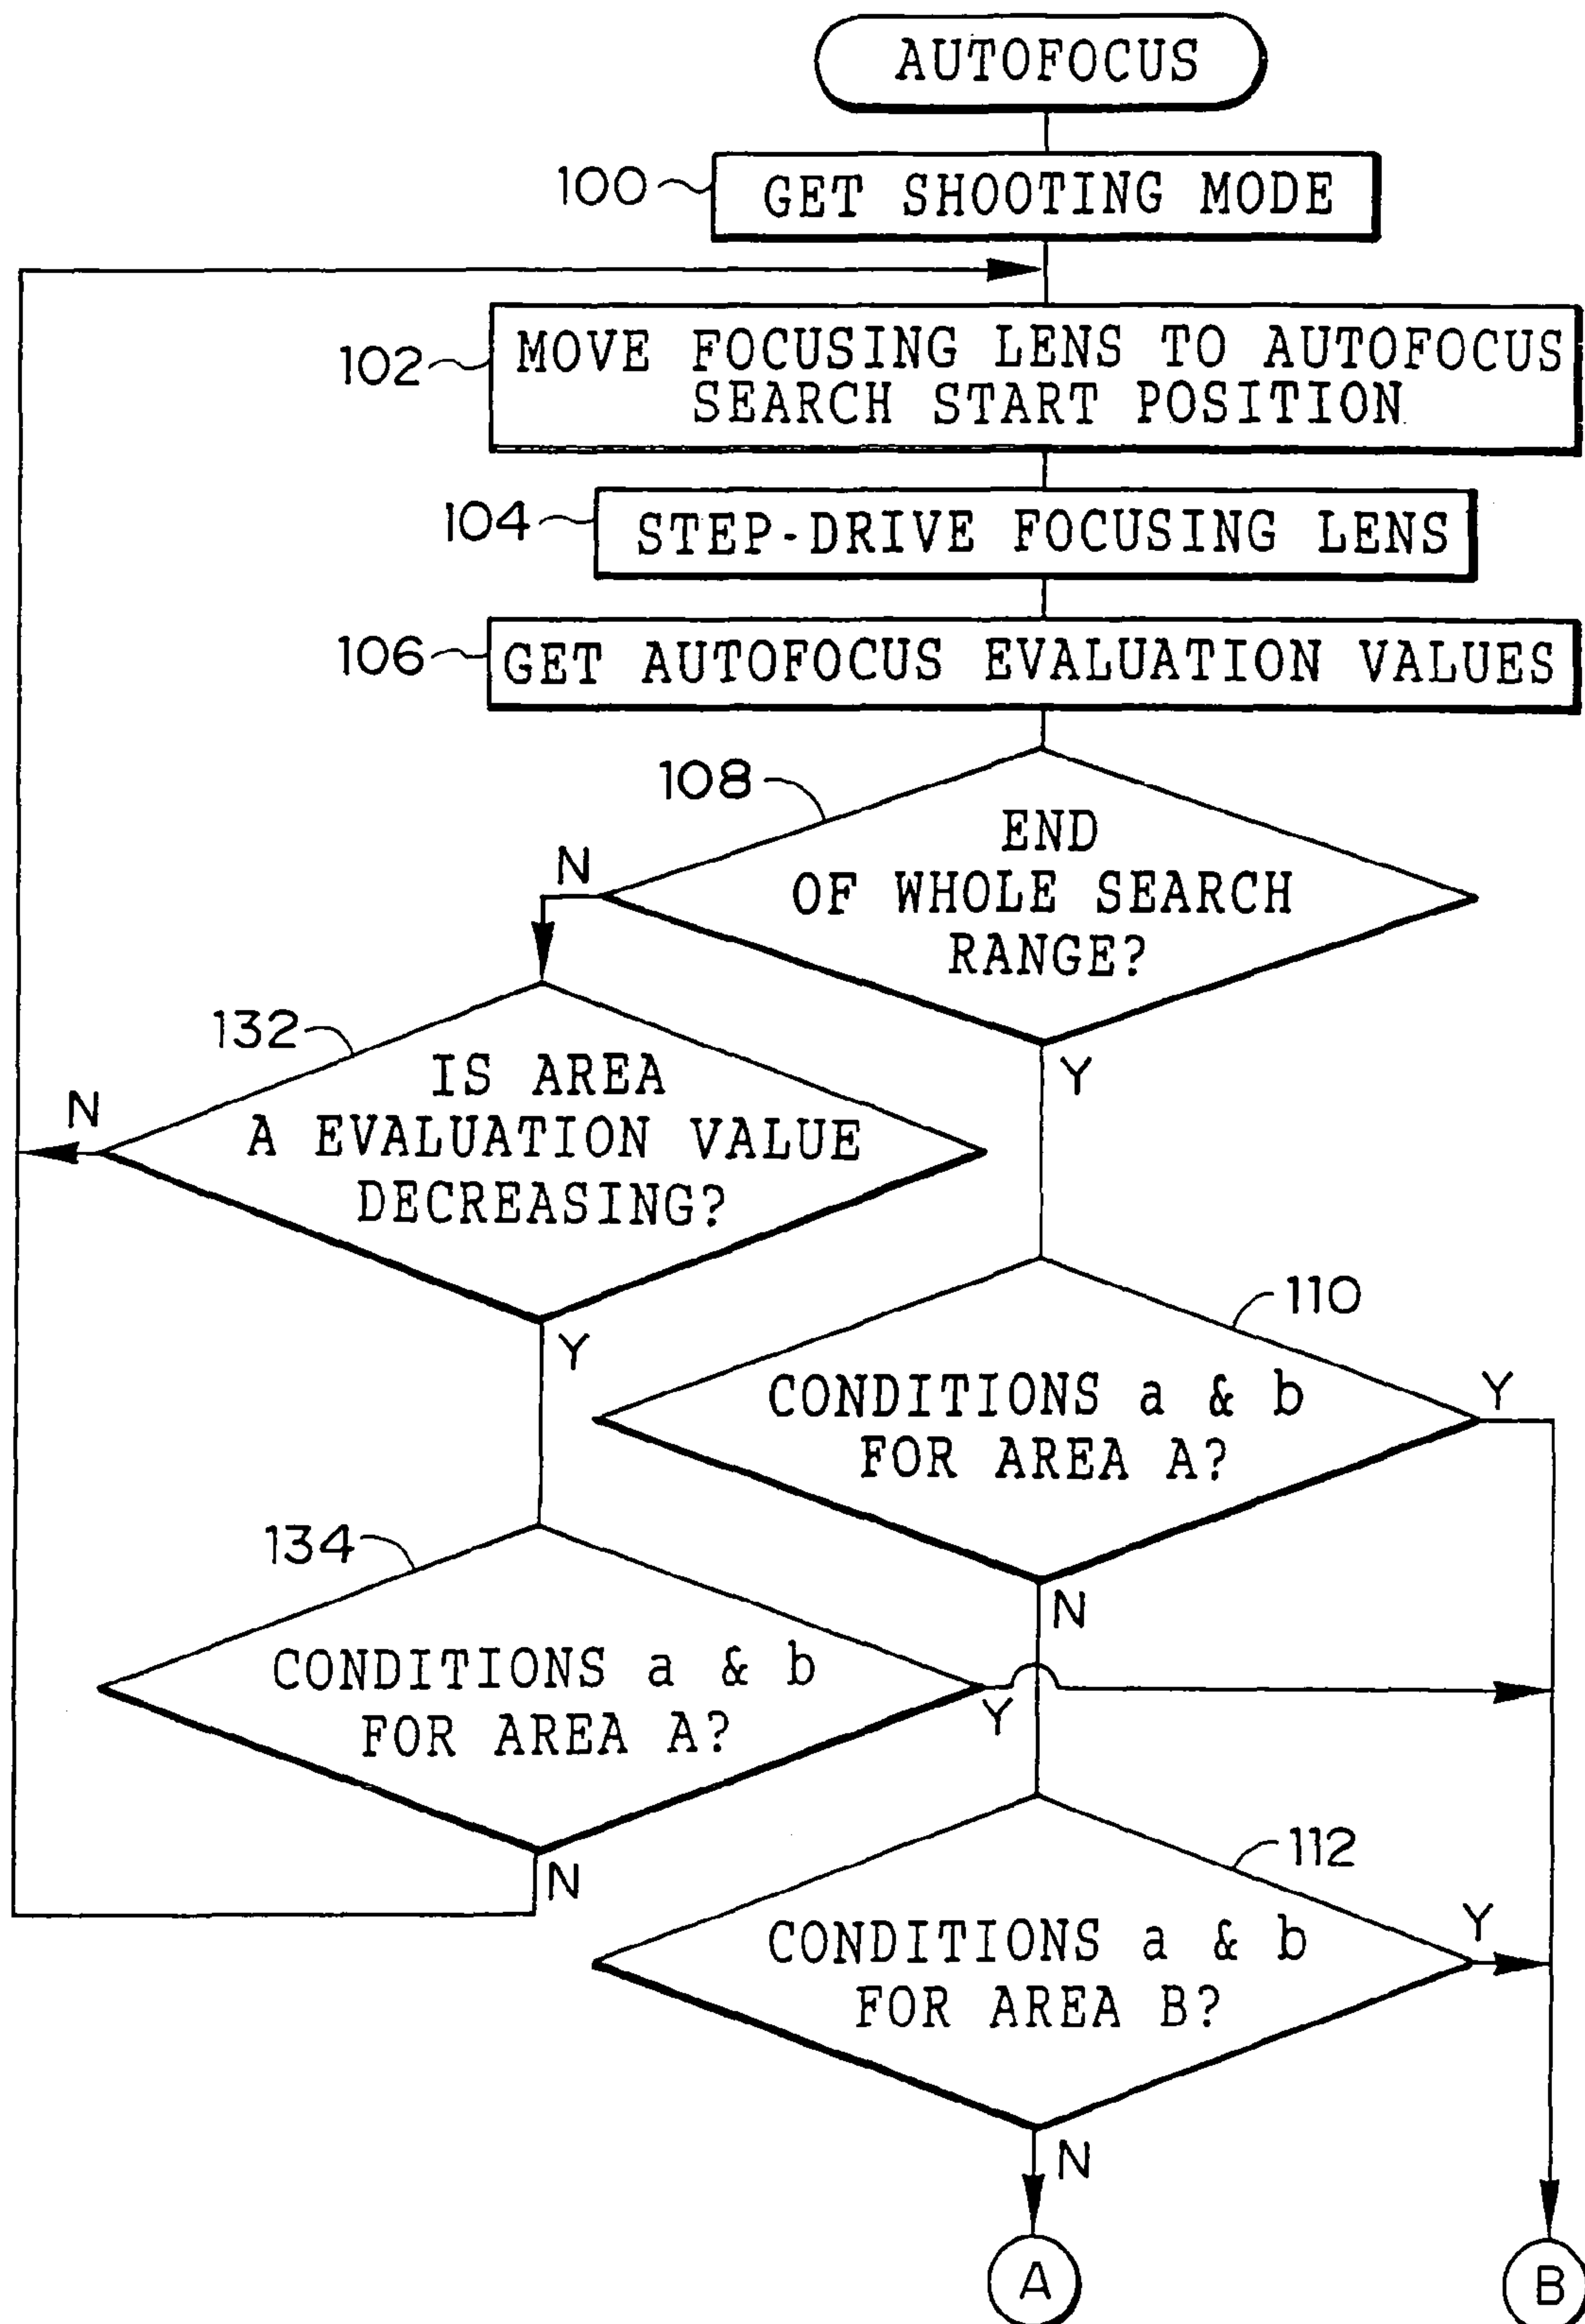 AUTOFOCUS
100
GET SHOOTING MODE
102
MOVE FOCUSING LENS TO AUTOFOCUS
SEARCH START POSITION
104
STEP-DRIVE FOCUSING LENS
106
GET AUTOFOCUS EVALUATION VALUES
108
END
OF WHOLE SEARCH
RANGE?
N
Y
132
IS AREA
A EVALUATION VALUE
DECREASING?
N
Y
110
CONDITIONS a & b
FOR AREA A?
Y
N
134
CONDITIONS a & b
FOR AREA A?
Y
N
112
CONDITIONS a & b
FOR AREA B?
Y
N
A
B